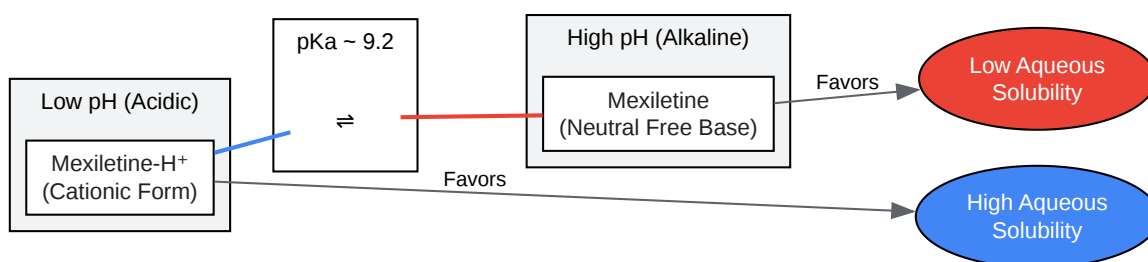 pKa ~ 9.2
⇌
High pH (Alkaline)
Mexiletine
(Neutral Free Base)
Favors
Low Aqueous
Solubility
Low pH (Acidic)
Mexiletine-H⁺
(Cationic Form)
Favors
High Aqueous
Solubility